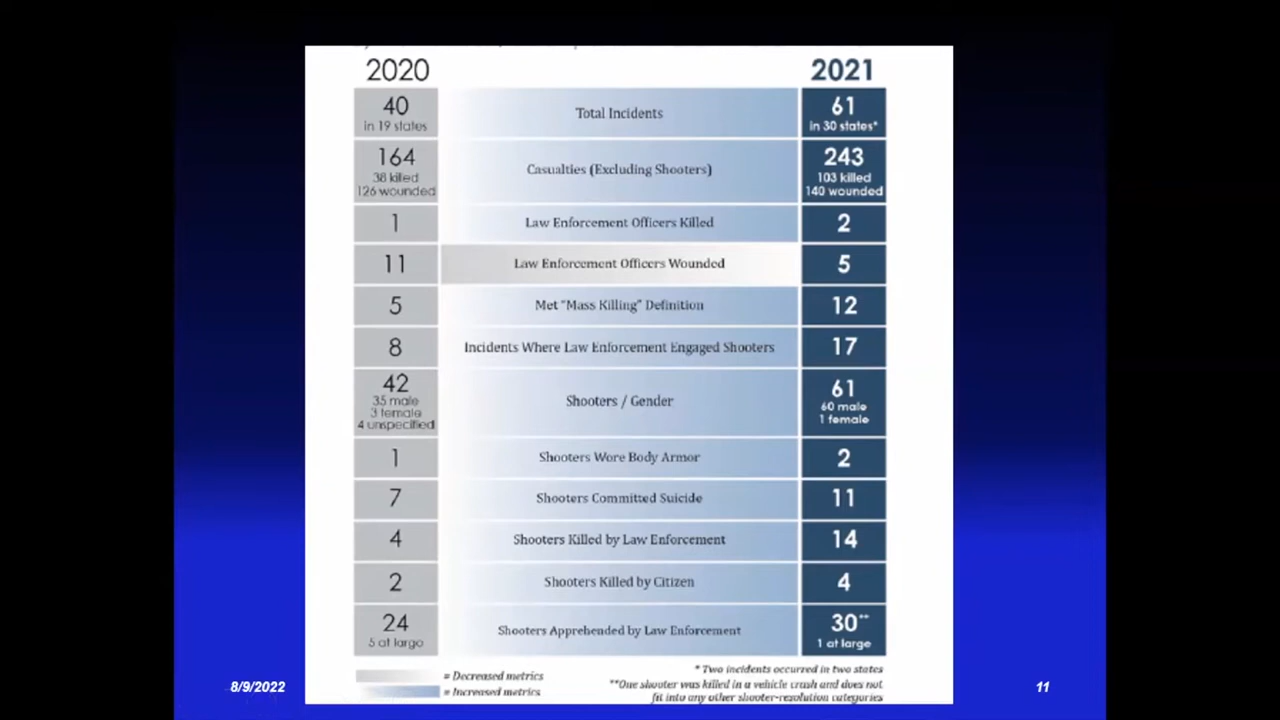 2020 2021
40 Total Incidents 61
in 19 states in 30 states*
164 Casualties (Excluding Shooters) 243
38 killed 103 killed
126 wounded 140 wounded
1 Law Enforcement Officers Killed 2
11 Law Enforcement Officers Wounded 5
5 Met "Mass Killing" Definition 12
8 Incidents Where Law Enforcement Engaged Shooters 17
42 Shooters / Gender 61
35 male 60 male
3 female 1 female
4 unspecified
1 Shooters Wore Body Armor 2
7 Shooters Committed Suicide 11
4 Shooters Killed by Law Enforcement 14
2 Shooters Killed by Citizen 4
24 Shooters Apprehended by Law Enforcement 30**
5 at large 1 at large
= Decreased metrics
= Increased metrics
* Two incidents occurred in two states
**One shooter was killed in a vehicle crash and does not
fit into any other shooter-resolution categories
8/9/2022 11